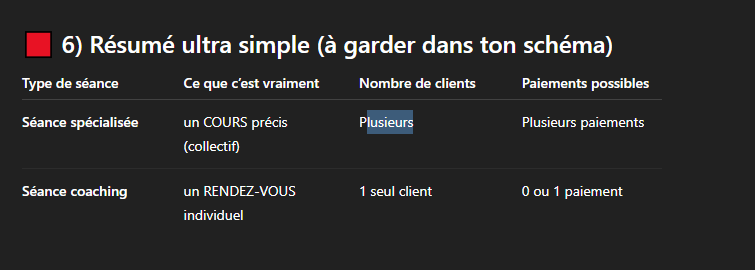 6) Résumé ultra simple (à garder dans ton schéma)
Type de séance Ce que c'est vraiment Nombre de clients Paiements possibles
Séance spécialisée un COURS précis Plusieurs Plusieurs paiements
(collectif)
Séance coaching un RENDEZ-VOUS 1 seul client 0 ou 1 paiement
individuel